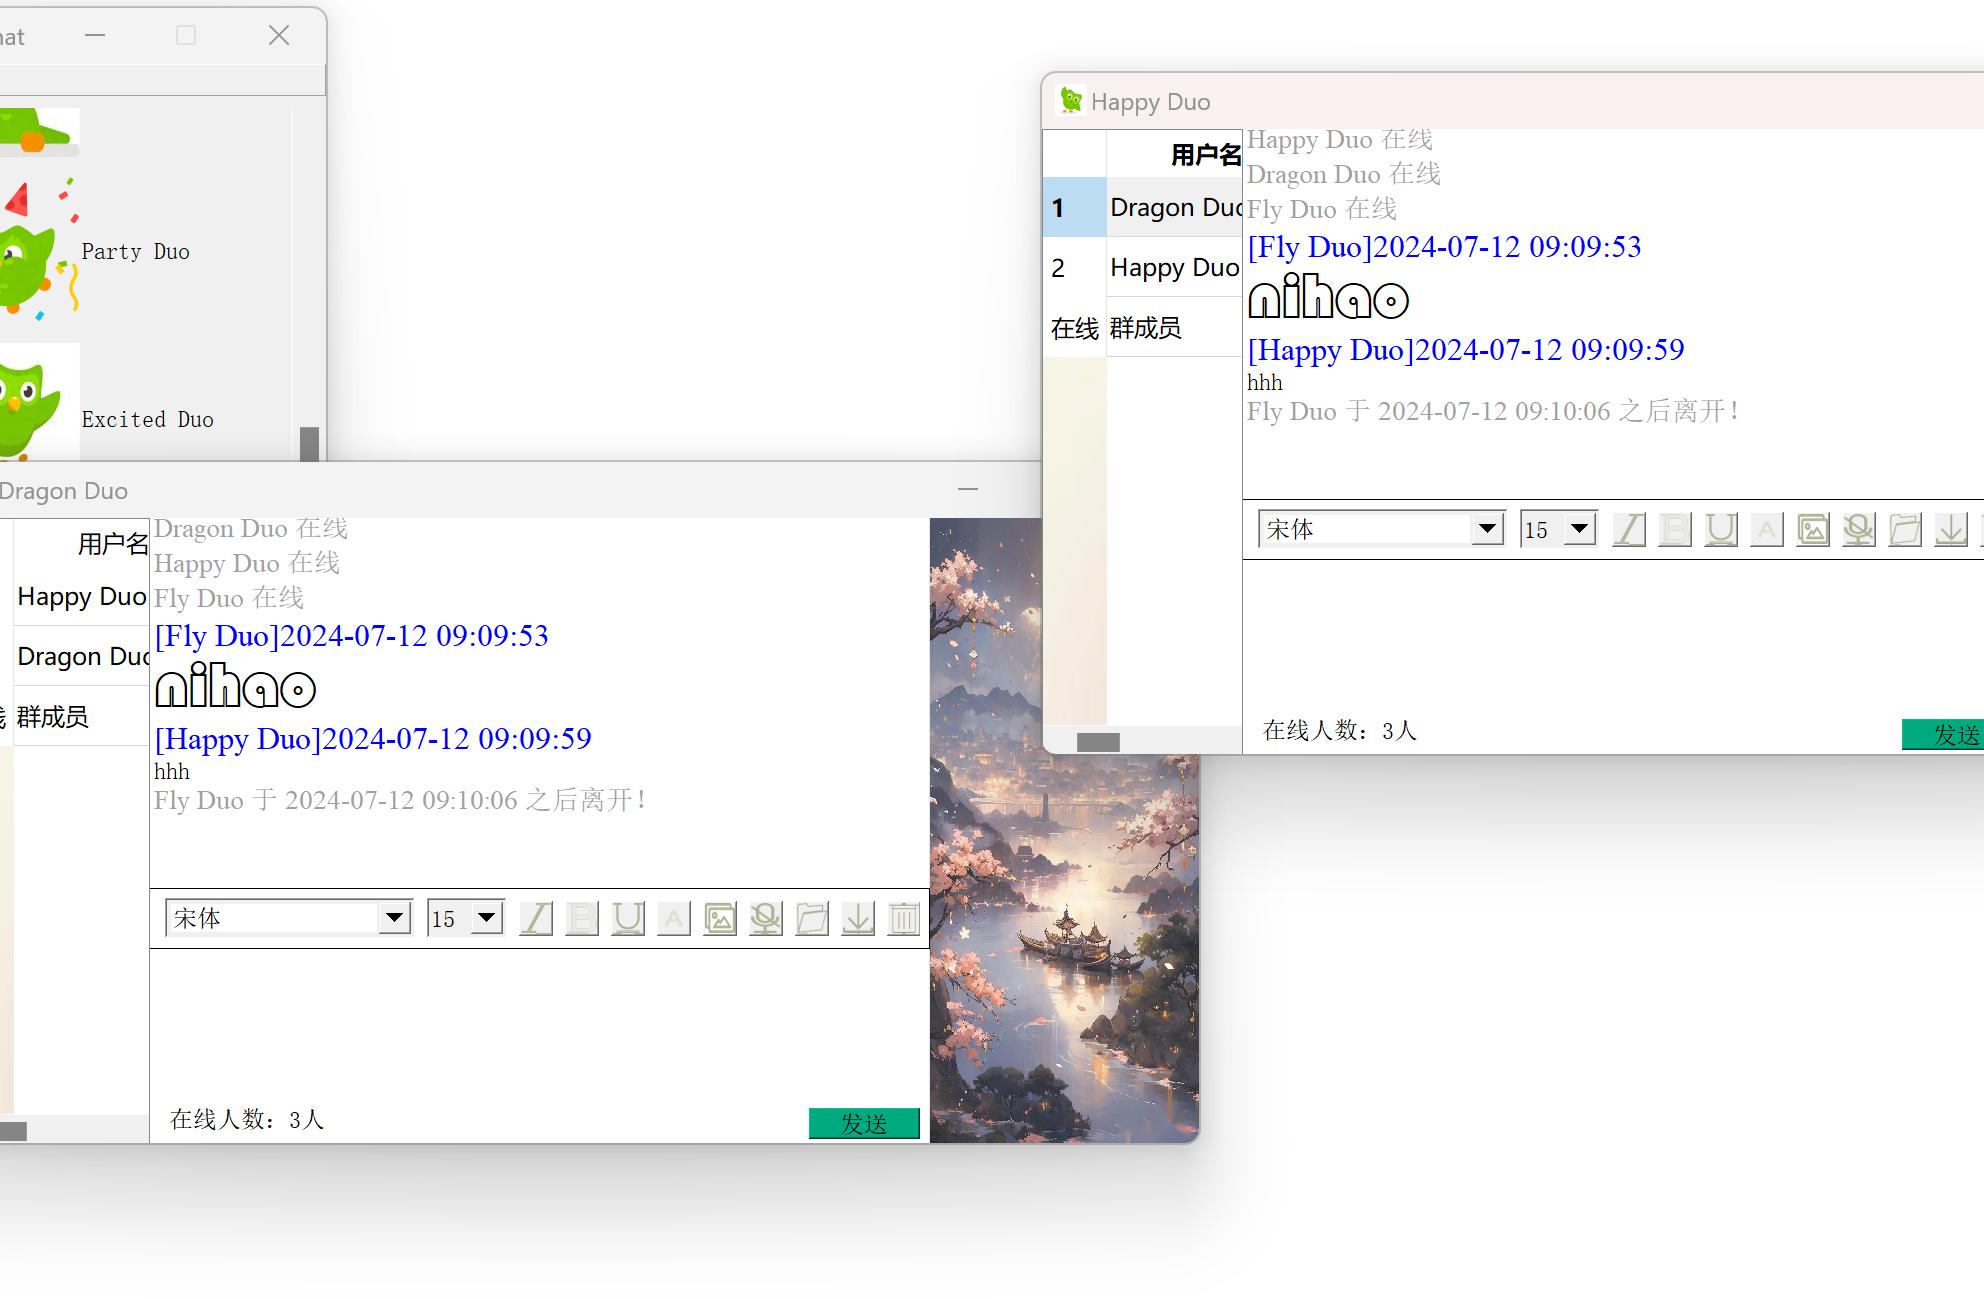 Party Duo
Excited Duo
Happy Duo
用户名
1 Dragon Duo
2 Happy Duo
在线 群成员
Happy Duo 在线
Dragon Duo 在线
Fly Duo 在线
[Fly Duo]2024-07-12 09:09:53
nihao
[Happy Duo]2024-07-12 09:09:59
hhh
Fly Duo 于 2024-07-12 09:10:06 之后离开!
宋体 15 I B U A
在线人数: 3人
发送
Dragon Duo
用户名
Happy Duo
Dragon Duo
群成员
Dragon Duo 在线
Happy Duo 在线
Fly Duo 在线
[Fly Duo]2024-07-12 09:09:53
nihao
[Happy Duo]2024-07-12 09:09:59
hhh
Fly Duo 于 2024-07-12 09:10:06 之后离开!
宋体 15 I B U A
在线人数: 3人
发送